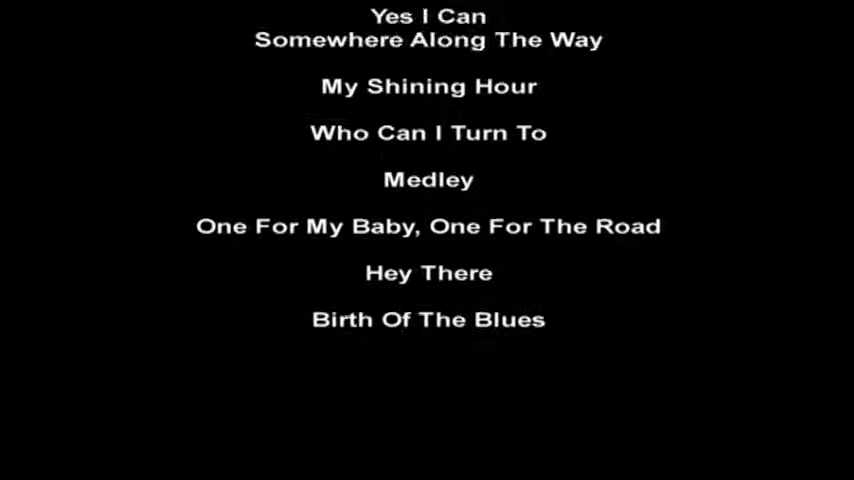 Yes I Can
Somewhere Along The Way
My Shining Hour
Who Can I Turn To
Medley
One For My Baby, One For The Road
Hey There
Birth Of The Blues